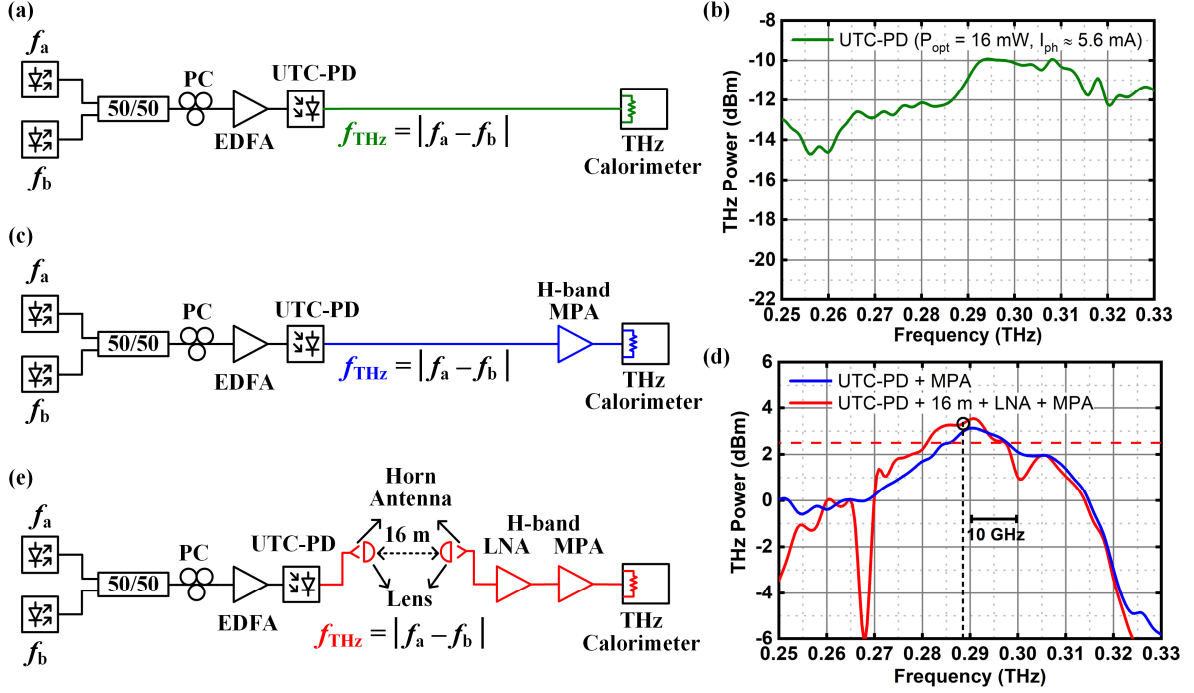 (a)
f_a
f_b
50/50
PC
EDFA
UTC-PD
f_THz = |f_a − f_b|
THz
Calorimeter
(b)
UTC-PD (P_opt = 16 mW, I_ph ≈ 5.6 mA)
THz Power (dBm)
-8
-10
-12
-14
-16
-18
-20
-22
0.25 0.26 0.27 0.28 0.29 0.30 0.31 0.32 0.33
Frequency (THz)
(c)
f_a
f_b
50/50
PC
EDFA
UTC-PD
f_THz = |f_a − f_b|
H-band
MPA
THz
Calorimeter
(d)
UTC-PD + MPA
UTC-PD + 16 m + LNA + MPA
THz Power (dBm)
6
4
2
0
-2
-4
-6
10 GHz
0.25 0.26 0.27 0.28 0.29 0.30 0.31 0.32 0.33
Frequency (THz)
(e)
f_a
f_b
50/50
PC
EDFA
UTC-PD
Horn
Antenna
16 m
Lens
f_THz = |f_a − f_b|
H-band
LNA MPA
THz
Calorimeter